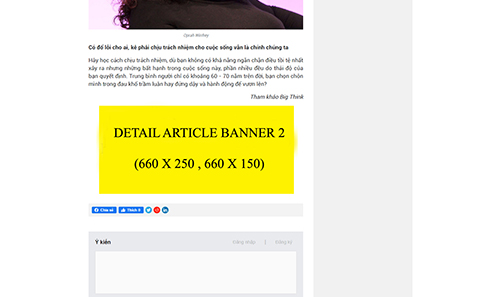 Oprah Winfrey
Có đổ lỗi cho ai, kẻ phải chịu trách nhiệm cho cuộc sống vẫn là chính chúng ta
Hãy học cách chịu trách nhiệm, dù bạn không có khả năng ngăn chặn điều tồi tệ nhất
xảy ra nhưng những bất hạnh trong cuộc sống này, phần nhiều đều do thái độ của
bạn quyết định. Trung bình người chỉ có khoảng 60 - 70 năm trên đời, bạn chọn chôn
mình trong đau khổ trầm luân hay đứng dậy và hành động để vươn lên?
Tham khảo Big Think
DETAIL ARTICLE BANNER 2
(660 X 250 , 660 X 150)
Chia sẻ Thích 0
Ý kiến Đăng nhập | Đăng ký